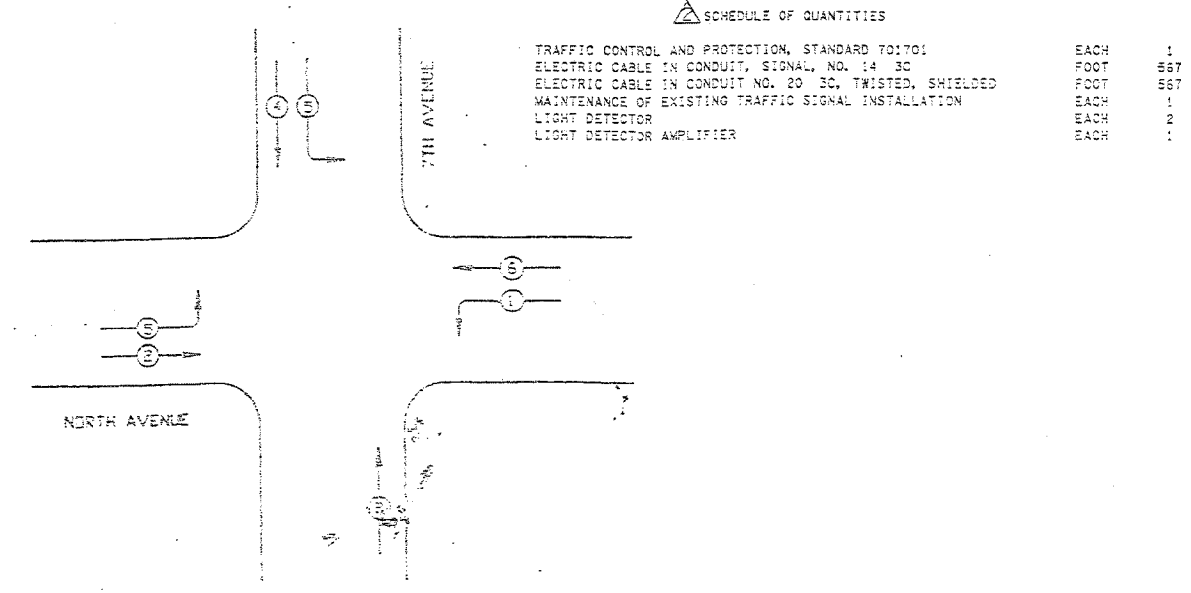 2 SCHEDULE OF QUANTITIES
TRAFFIC CONTROL AND PROTECTION, STANDARD 701701 EACH 1
ELECTRIC CABLE IN CONDUIT, SIGNAL, NO. 14 3C FOOT 567
ELECTRIC CABLE IN CONDUIT NO. 20 3C, TWISTED, SHIELDED FOOT 567
MAINTENANCE OF EXISTING TRAFFIC SIGNAL INSTALLATION EACH 1
LIGHT DETECTOR EACH 2
LIGHT DETECTOR AMPLIFIER EACH 1
7TH AVENUE
4
6
1
5
2
NORTH AVENUE